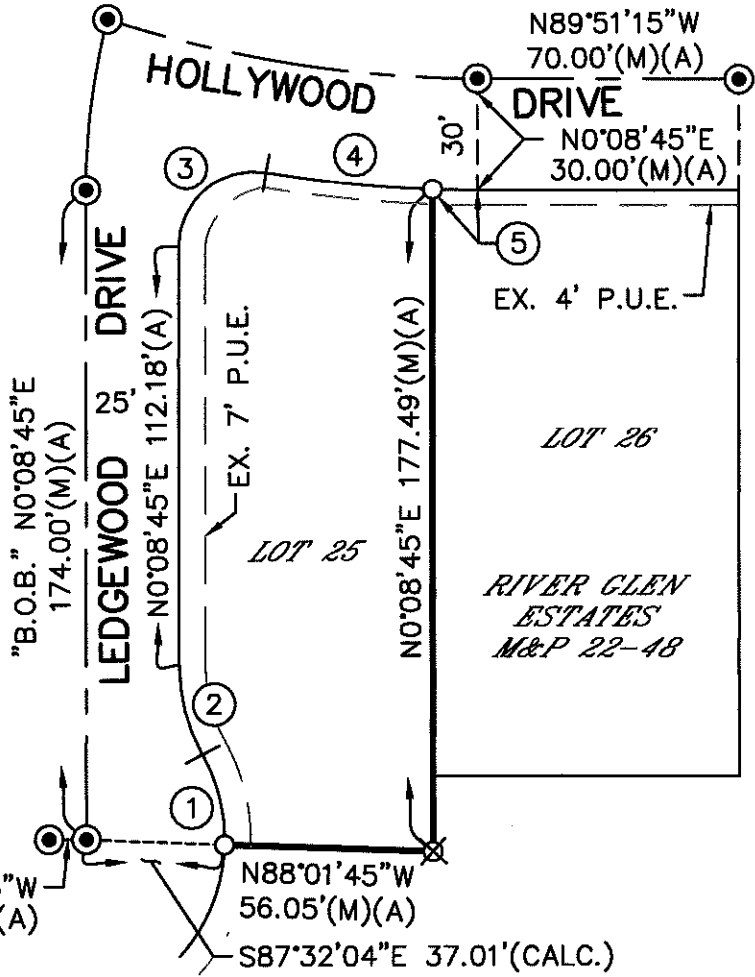 N89°51'15"W
70.00'(M)(A)
HOLLYWOOD
DRIVE
30'
N0°08'45"E
30.00'(M)(A)
3
4
5
EX. 4' P.U.E.
"B.O.B." N0°08'45"E
174.00'(M)(A)
LEDGEWOOD 25' DRIVE
N0°08'45"E 112.18'(A)
EX. 7' P.U.E.
N0°08'45"E 177.49'(M)(A)
LOT 25
LOT 26
RIVER GLEN
ESTATES
M&P 22-48
2
1
"W
(A)
N88°01'45"W
56.05'(M)(A)
S87°32'04"E 37.01'(CALC.)